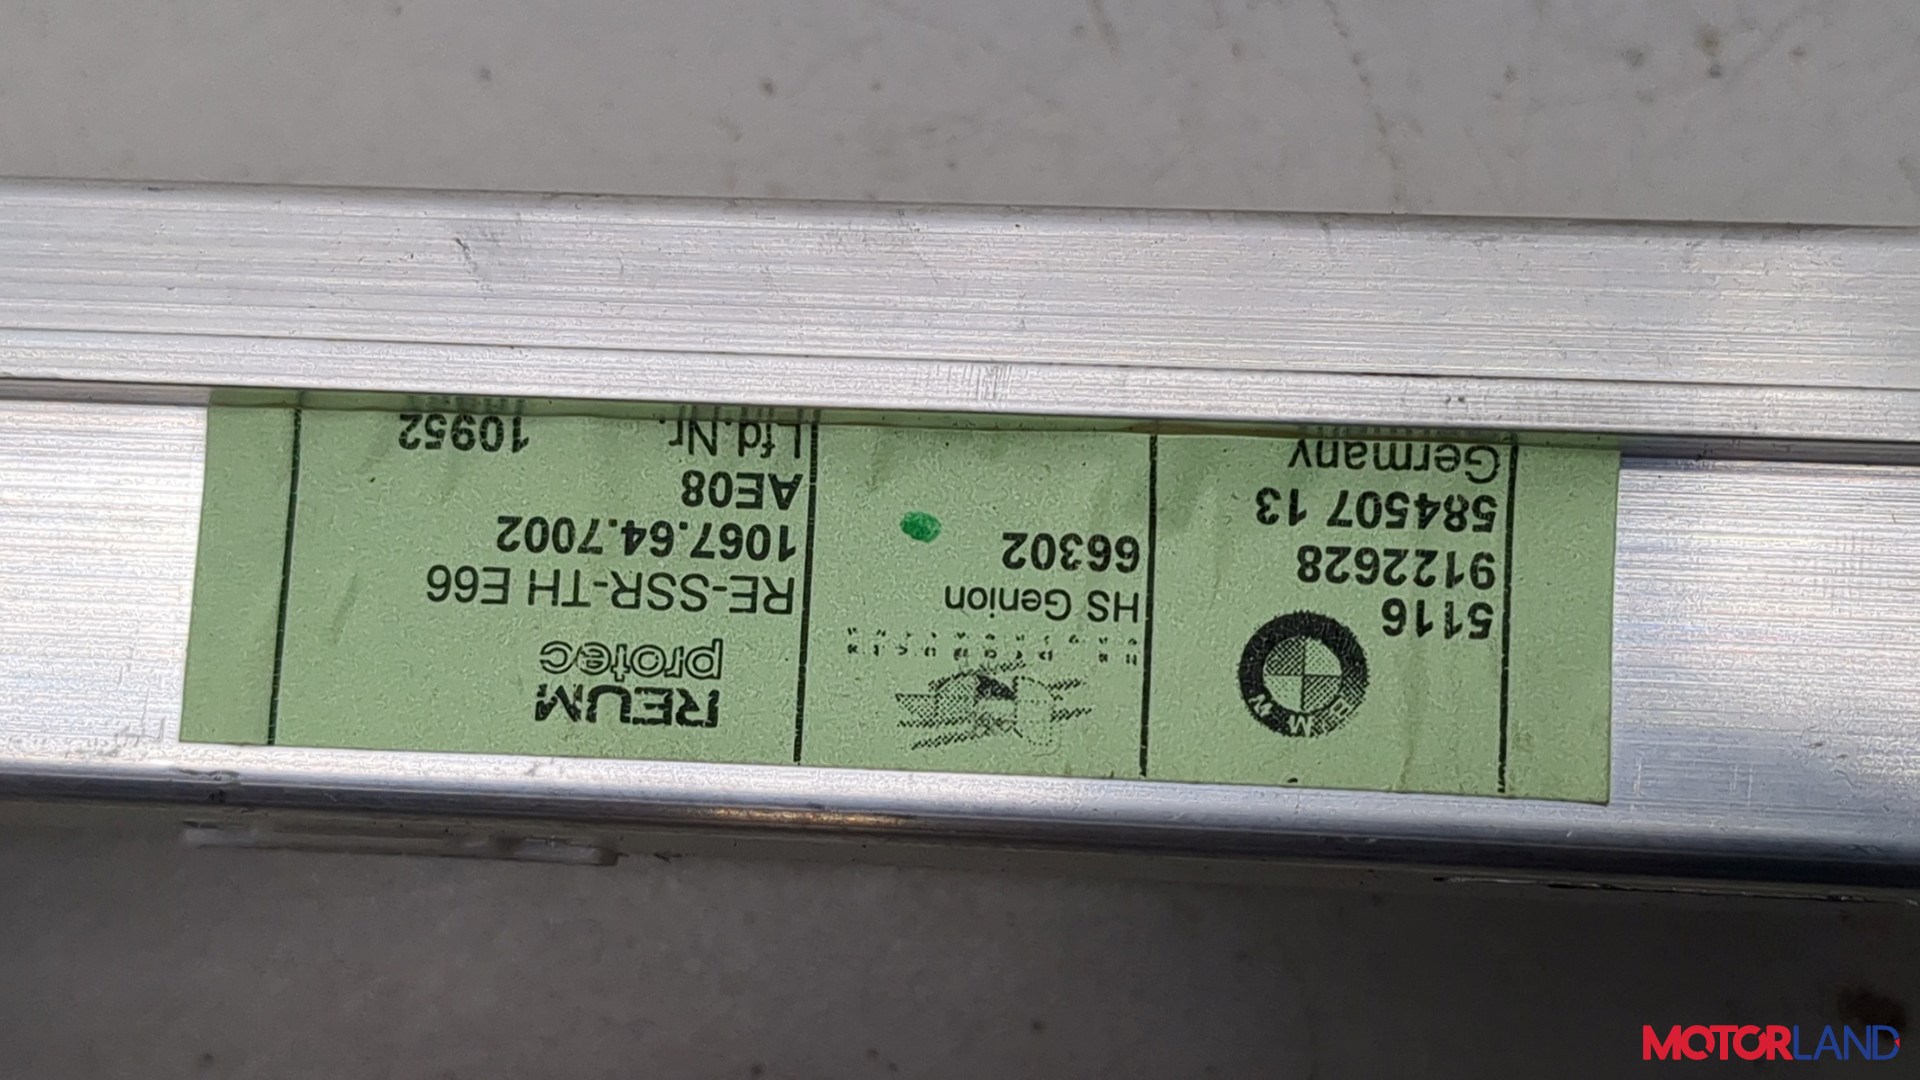 BMW
5116
9122628
584507 13
Germany
HS Genion
66302
REUM
protec
RE-SSR-TH E66
1067.64.7002
AE08
Lfd.Nr. 10952
MOTORLAND